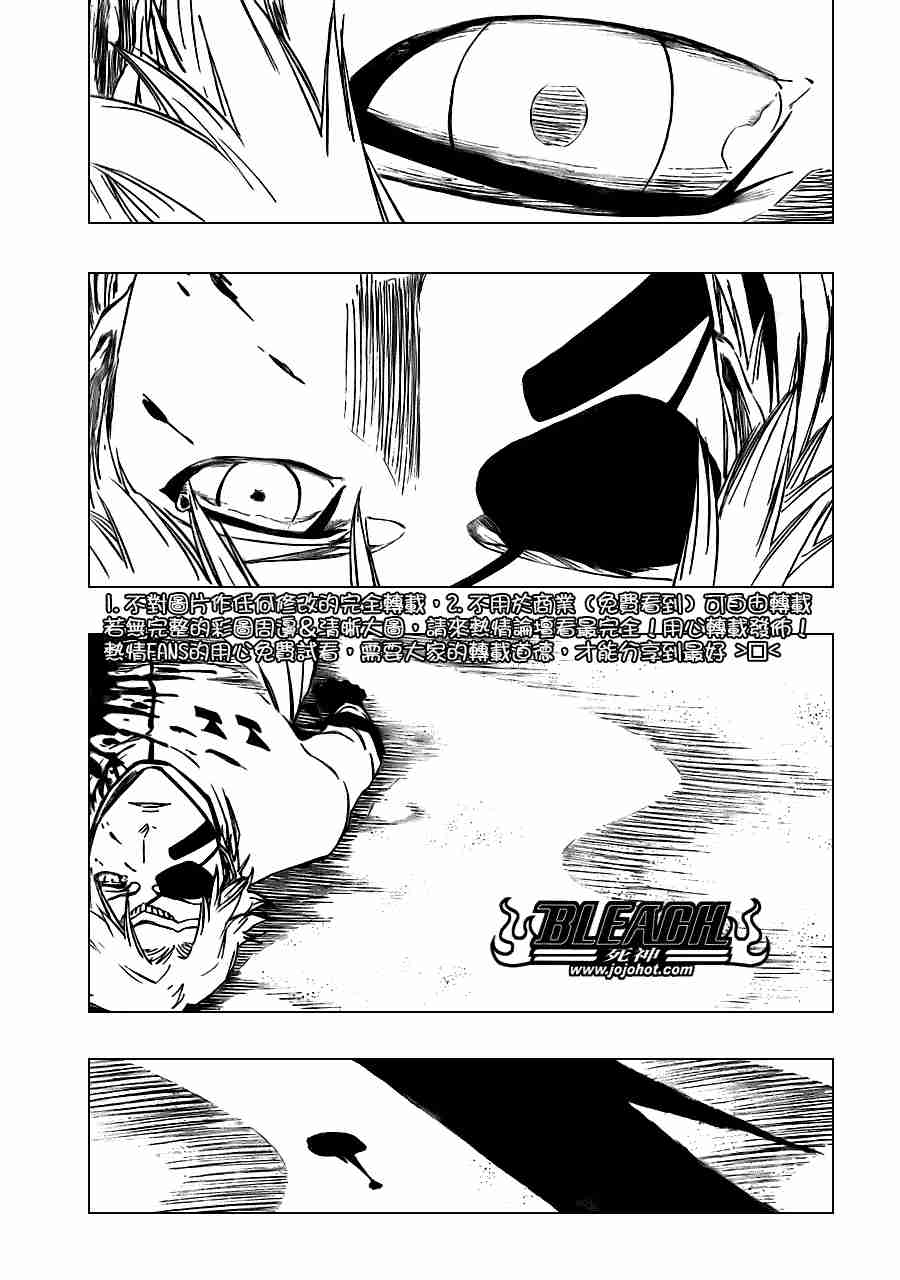 1. 不對圖片作任何修改的完全轉載，2. 不用於商業（免費看到）可自由轉載
若無完整的彩圖周漫&清晰大圖，請來熱情論壇看最完全！用心轉載發佈！
熱情FANS的用心免費試看，需要大家的轉載道德，才能分享到最好 >口<
BLEACH
死神
www.jojohot.com